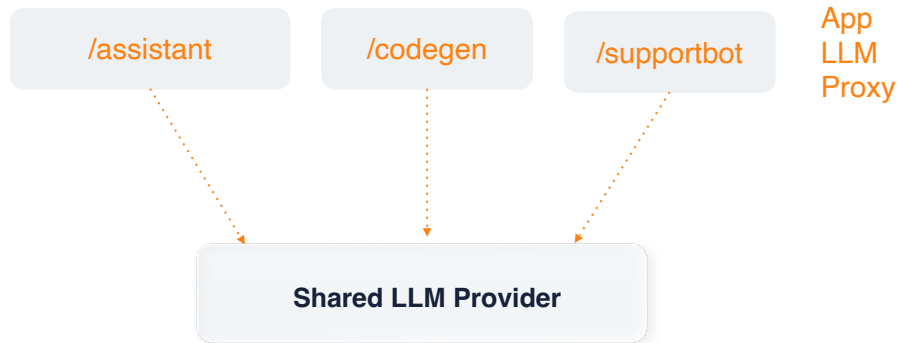 /assistant
/codegen
/supportbot
App
LLM
Proxy
Shared LLM Provider